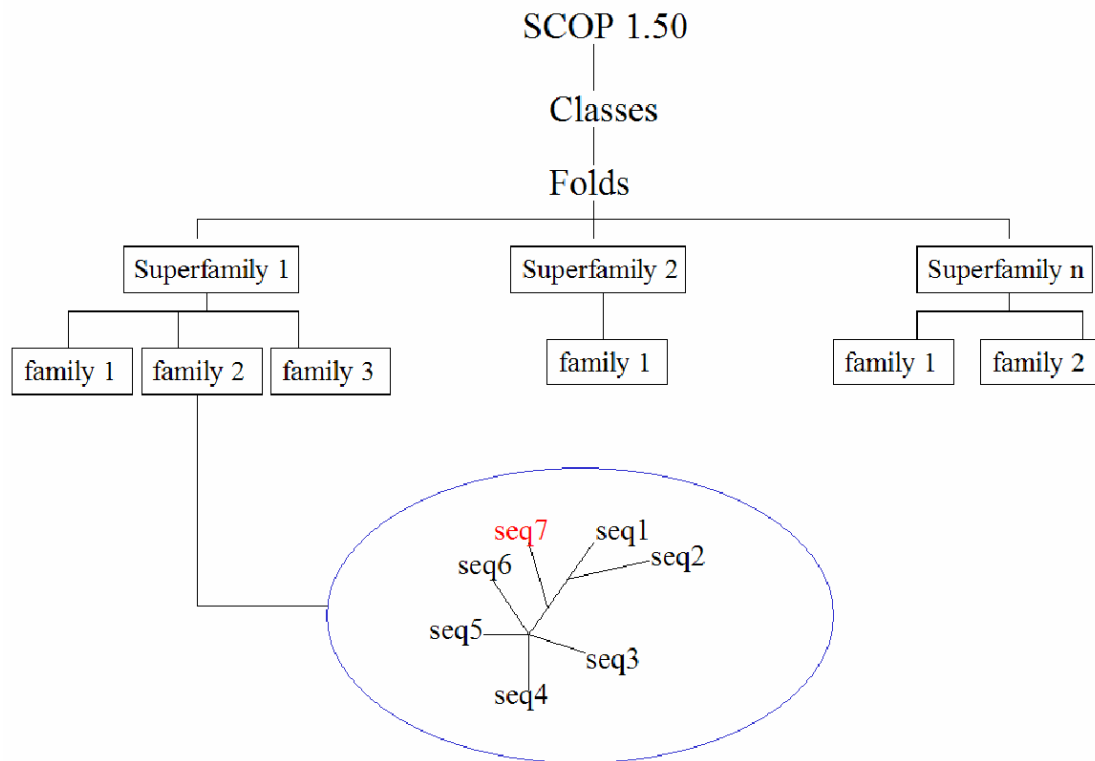 SCOP 1.50
Classes
Folds
Superfamily 1
Superfamily 2
Superfamily n
family 1
family 2
family 3
family 1
family 1
family 2
seq7
seq1
seq2
seq6
seq5
seq3
seq4